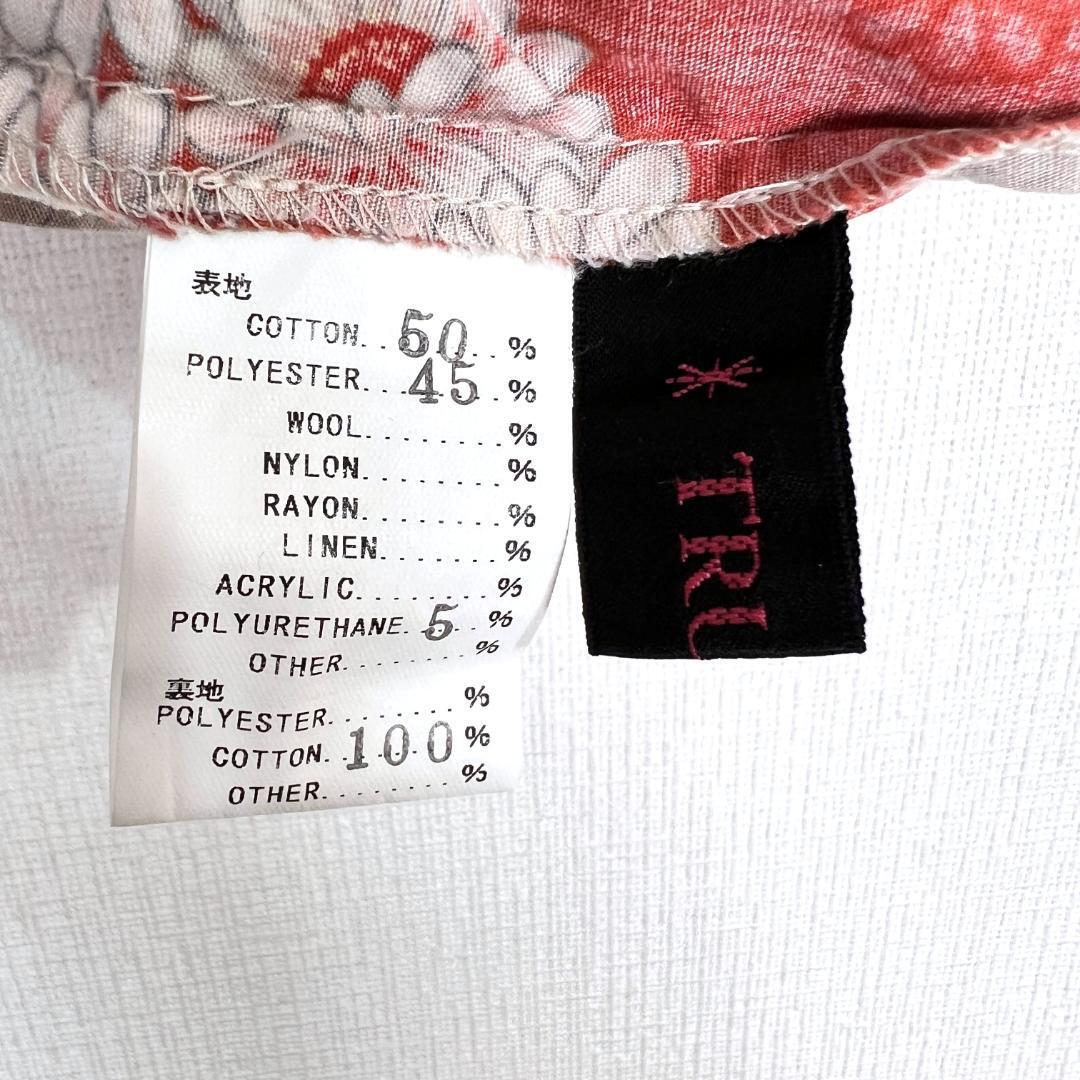 表地
COTTON..50..%
POLYESTER...45.%
WOOL........%
NYLON.......%
RAYON.......%
LINEN......%
ACRYLIC.......%
POLYURETHANE.5..%
OTHER.......%
裏地
POLYESTER.......%
COTTON.100%
OTHER.......%
* TRU